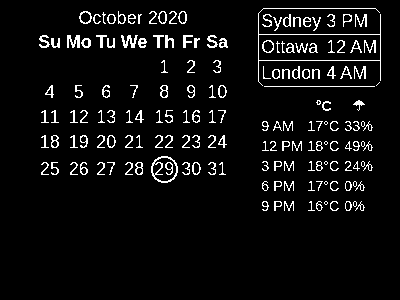 October 2020
Su Mo Tu We Th Fr Sa
1 2 3
4 5 6 7 8 9 10
11 12 13 14 15 16 17
18 19 20 21 22 23 24
25 26 27 28 29 30 31
Sydney 3 PM
Ottawa 12 AM
London 4 AM
°C
9 AM 17°C 33%
12 PM 18°C 49%
3 PM 18°C 24%
6 PM 17°C 0%
9 PM 16°C 0%